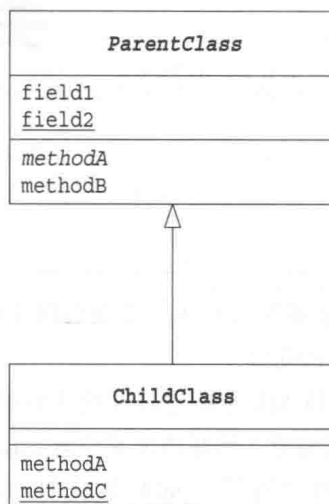 ParentClass
field1
field2
methodA
methodB
ChildClass
methodA
methodC